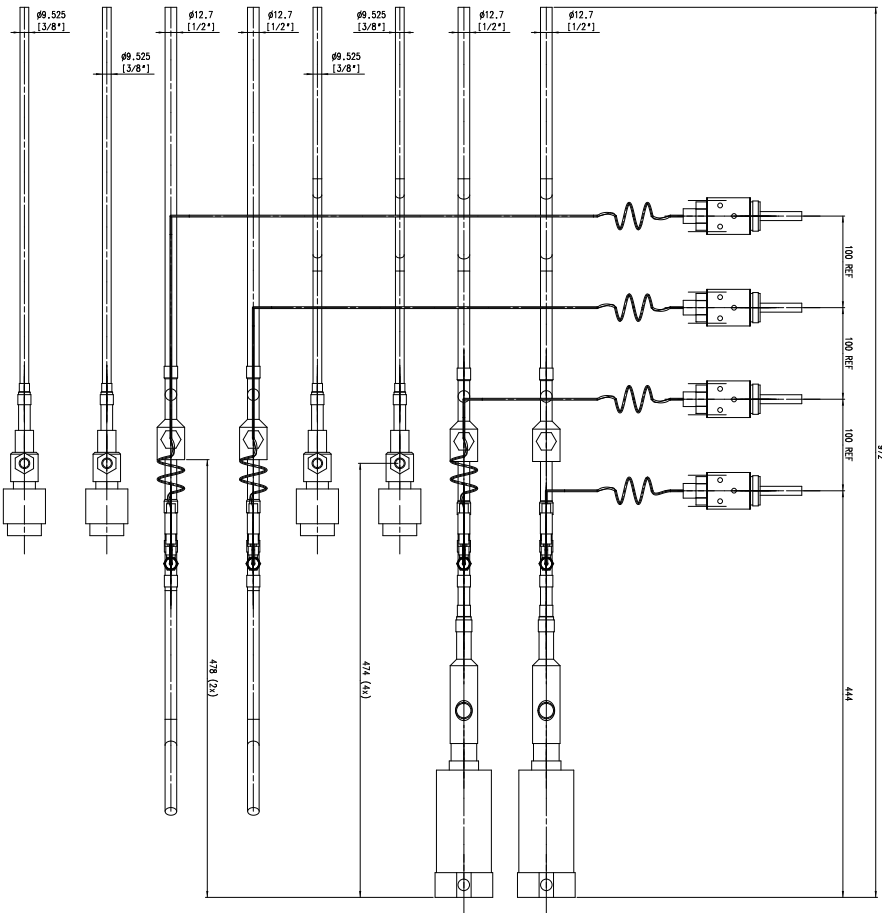 ø9.525
[3/8"]
ø12.7
[1/2"]
ø12.7
[1/2"]
ø9.525
[3/8"]
ø12.7
[1/2"]
ø12.7
[1/2"]
ø9.525
[3/8"]
ø9.525
[3/8"]
100 REF
100 REF
100 REF
478 (2x)
474 (4x)
444